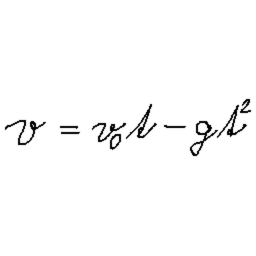 v = v₀t - gt²